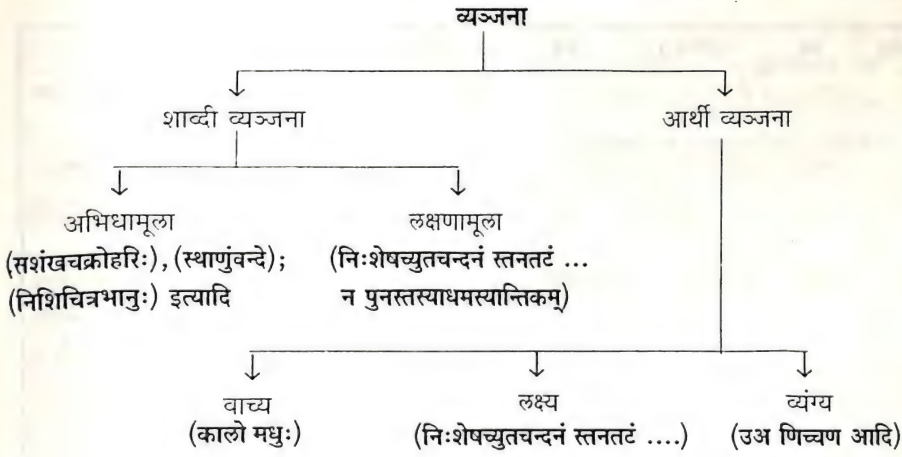 व्यञ्जना
शाब्दी व्यञ्जना
आर्थी व्यञ्जना
अभिधामूला
(सशंखचक्रोहरिः), (स्थाणुंवन्दे);
(निशिचित्रभानुः) इत्यादि
लक्षणामूला
(निःशेषच्युतचन्दनं स्तनतटं ...
न पुनस्तस्याधमस्यान्तिकम्)
वाच्य
(कालो मधुः)
लक्ष्य
(निःशेषच्युतचन्दनं स्तनतटं ....)
व्यंग्य
(उअ णिच्चण आदि)